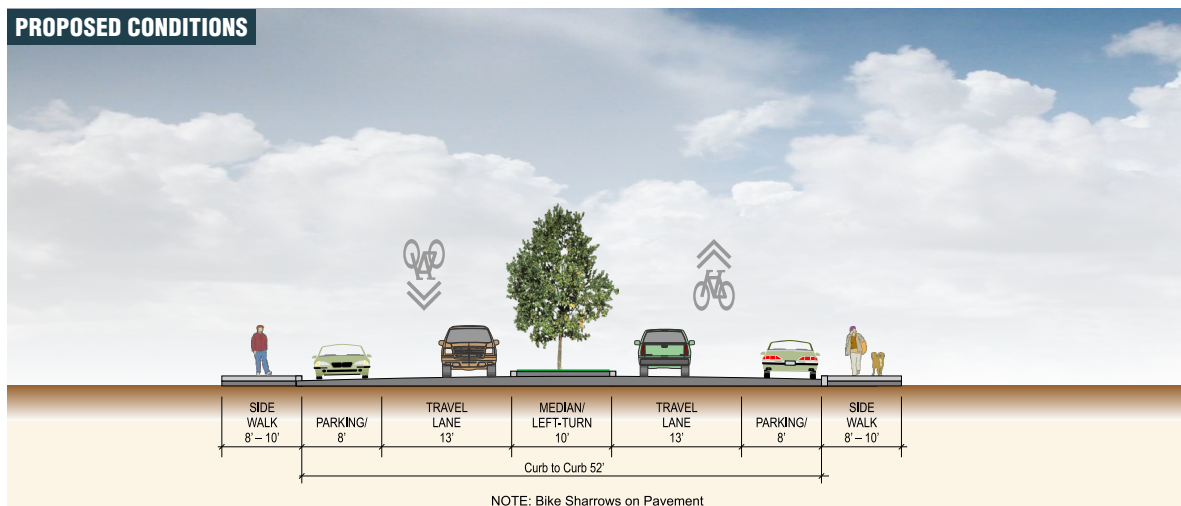 PROPOSED CONDITIONS
SIDE
WALK
8' – 10'
PARKING/
8'
TRAVEL
LANE
13'
MEDIAN/
LEFT-TURN
10'
TRAVEL
LANE
13'
PARKING/
8'
SIDE
WALK
8' – 10'
Curb to Curb 52'
NOTE: Bike Sharrows on Pavement